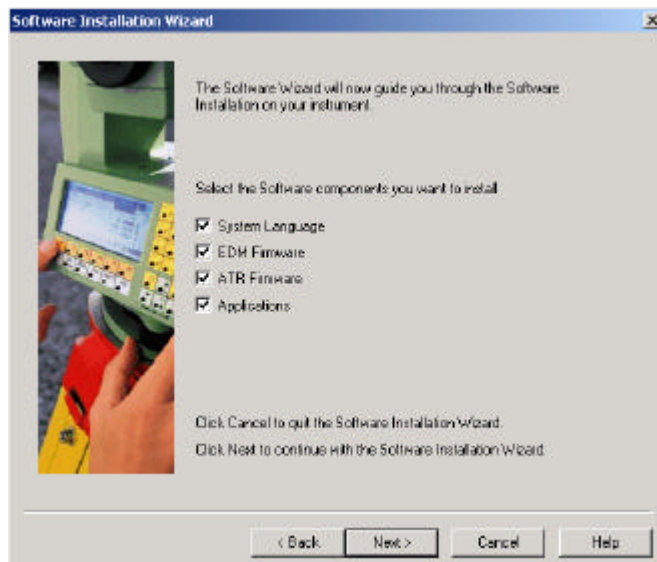 Software Installation Wizard
The Software Wizard will now guide you through the Software
Installation on your instrument.
Select the Software components you want to install
System Language
EDM Firmware
ATR Firmware
Applications
Click Cancel to quit the Software Installation Wizard.
Click Next to continue with the Software Installation Wizard
< Back
Next >
Cancel
Help